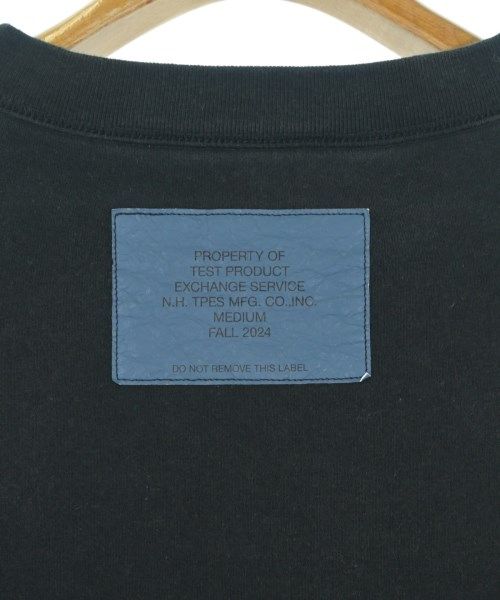 PROPERTY OF
TEST PRODUCT
EXCHANGE SERVICE
N.H. TPES MFG. CO.,INC.
MEDIUM
FALL 2024
DO NOT REMOVE THIS LABEL